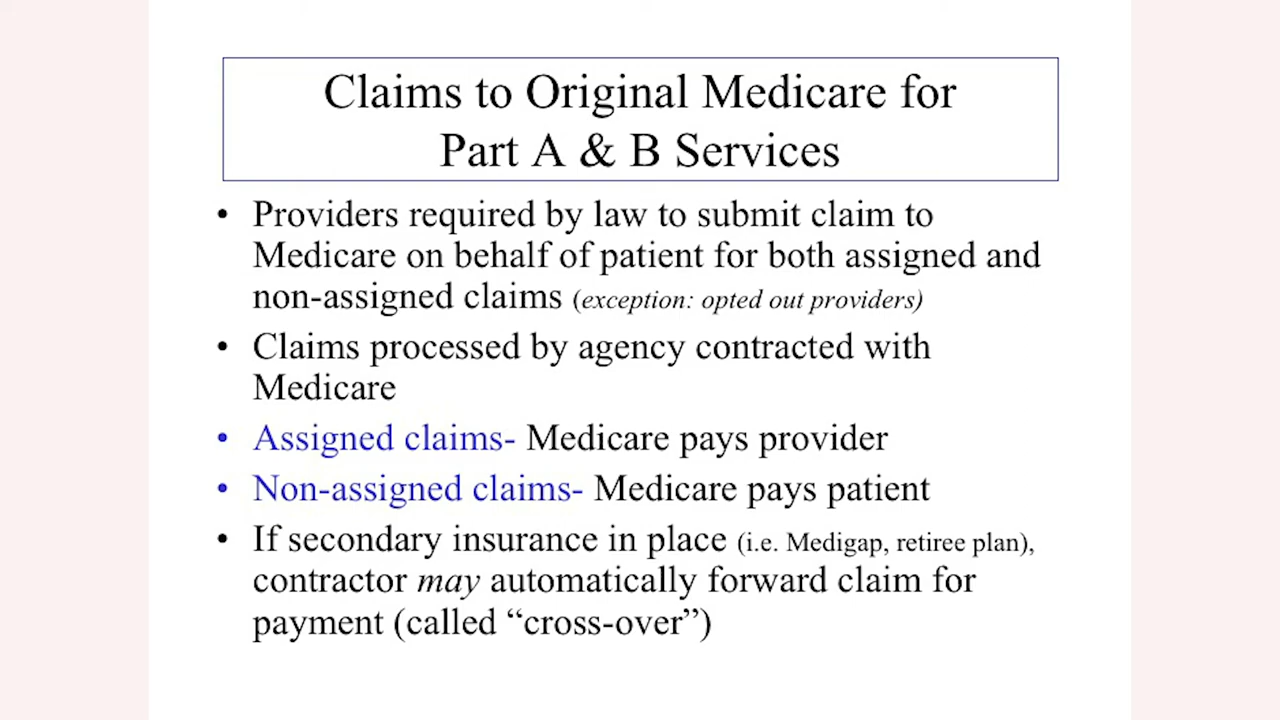 Claims to Original Medicare for
Part A & B Services
• Providers required by law to submit claim to
Medicare on behalf of patient for both assigned and
non-assigned claims (exception: opted out providers)
• Claims processed by agency contracted with
Medicare
• Assigned claims- Medicare pays provider
• Non-assigned claims- Medicare pays patient
• If secondary insurance in place (i.e. Medigap, retiree plan),
contractor may automatically forward claim for
payment (called “cross-over”)